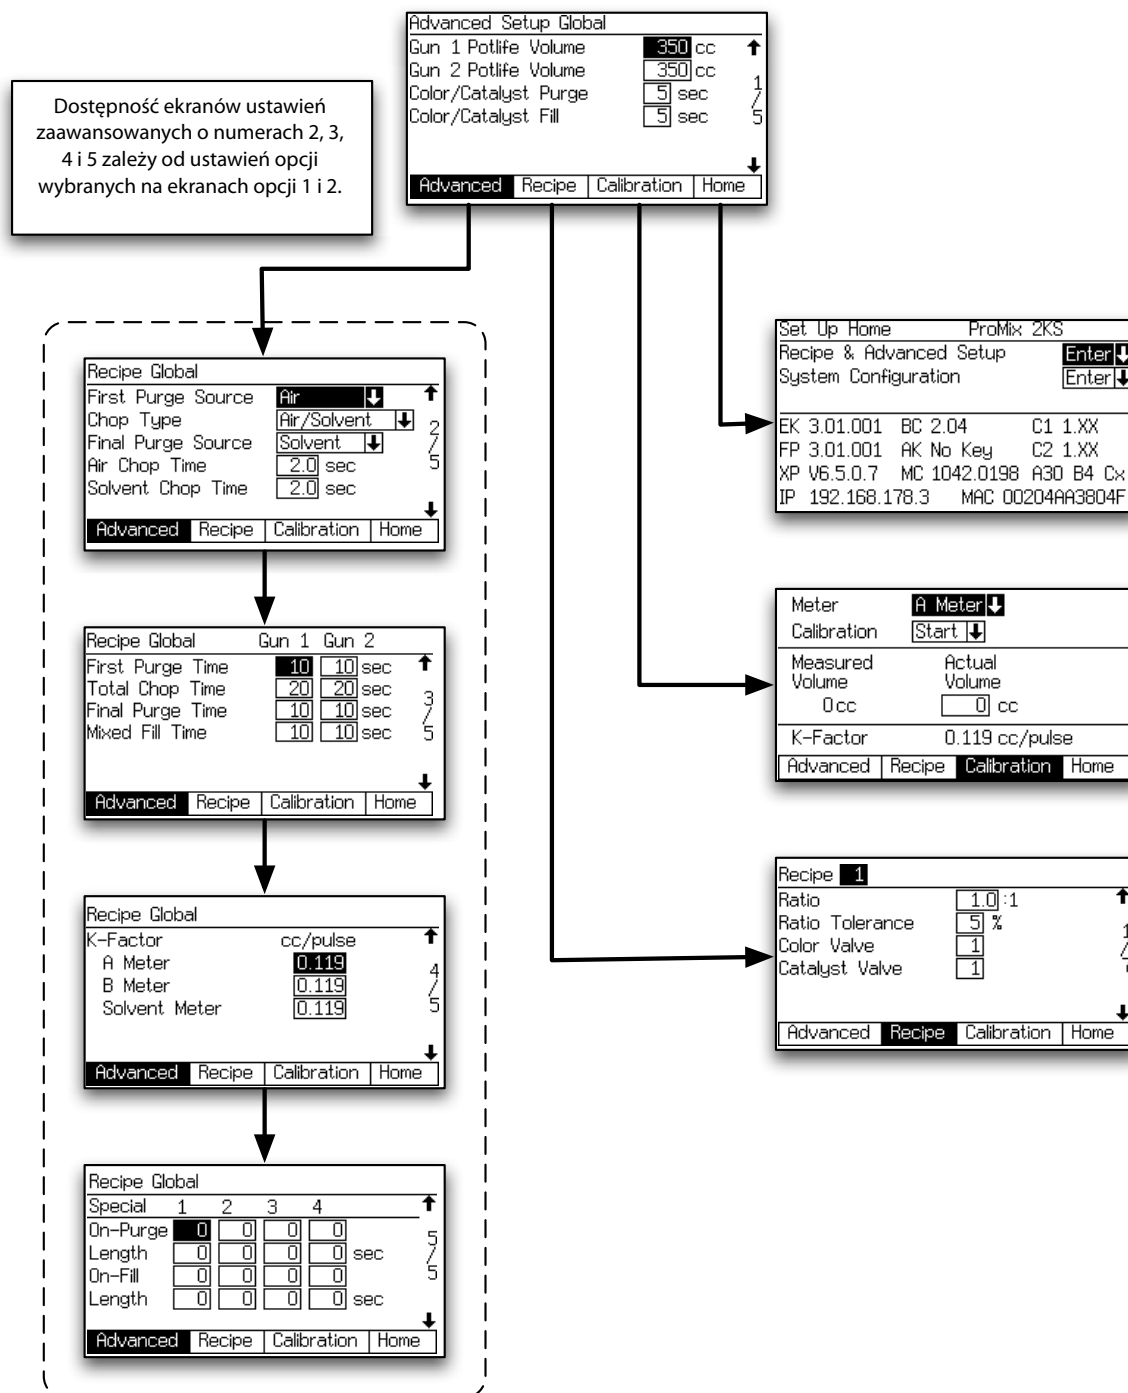 Advanced Setup Global
Gun 1 Potlife Volume 350 cc
Gun 2 Potlife Volume 350 cc
Color/Catalyst Purge 5 sec
Color/Catalyst Fill 5 sec
1/5
Advanced Recipe Calibration Home
Dostępność ekranów ustawień
zaawansowanych o numerach 2, 3,
4 i 5 zależy od ustawień opcji
wybranych na ekranach opcji 1 i 2.
Recipe Global
First Purge Source Air
Chop Type Air/Solvent
Final Purge Source Solvent
Air Chop Time 2.0 sec
Solvent Chop Time 2.0 sec
2/5
Advanced Recipe Calibration Home
Recipe Global Gun 1 Gun 2
First Purge Time 10 10 sec
Total Chop Time 20 20 sec
Final Purge Time 10 10 sec
Mixed Fill Time 10 10 sec
3/5
Advanced Recipe Calibration Home
Recipe Global
K-Factor cc/pulse
A Meter 0.119
B Meter 0.119
Solvent Meter 0.119
4/5
Advanced Recipe Calibration Home
Recipe Global
Special 1 2 3 4
On-Purge 0 0 0 0
Length 0 0 0 0 sec
On-Fill 0 0 0 0
Length 0 0 0 0 sec
5/5
Advanced Recipe Calibration Home
Set Up Home ProMix 2KS
Recipe & Advanced Setup Enter
System Configuration Enter
EK 3.01.001 BC 2.04 C1 1.XX
FP 3.01.001 AK No Key C2 1.XX
XP V6.5.0.7 MC 1042.0198 A30 B4 Cx
IP 192.168.178.3 MAC 00204AA3804F
Meter A Meter
Calibration Start
Measured Actual
Volume Volume
0 cc 0 cc
K-Factor 0.119 cc/pulse
Advanced Recipe Calibration Home
Recipe 1
Ratio 1.0 :1
Ratio Tolerance 5 %
Color Valve 1
Catalyst Valve 1
1/
Advanced Recipe Calibration Home